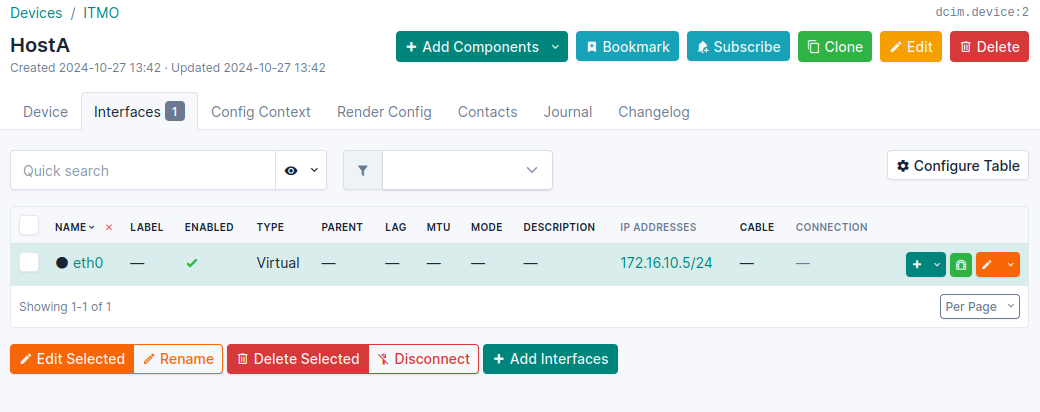 Devices / ITMO
dcim.device:2
HostA
Created 2024-10-27 13:42 · Updated 2024-10-27 13:42
+ Add Components
Bookmark
Subscribe
Clone
Edit
Delete
Device
Interfaces 1
Config Context
Render Config
Contacts
Journal
Changelog
Quick search
Configure Table
NAME LABEL ENABLED TYPE PARENT LAG MTU MODE DESCRIPTION IP ADDRESSES CABLE CONNECTION
eth0 — Virtual — — — — — 172.16.10.5/24 — —
Showing 1-1 of 1
Per Page
Edit Selected
Rename
Delete Selected
Disconnect
+ Add Interfaces